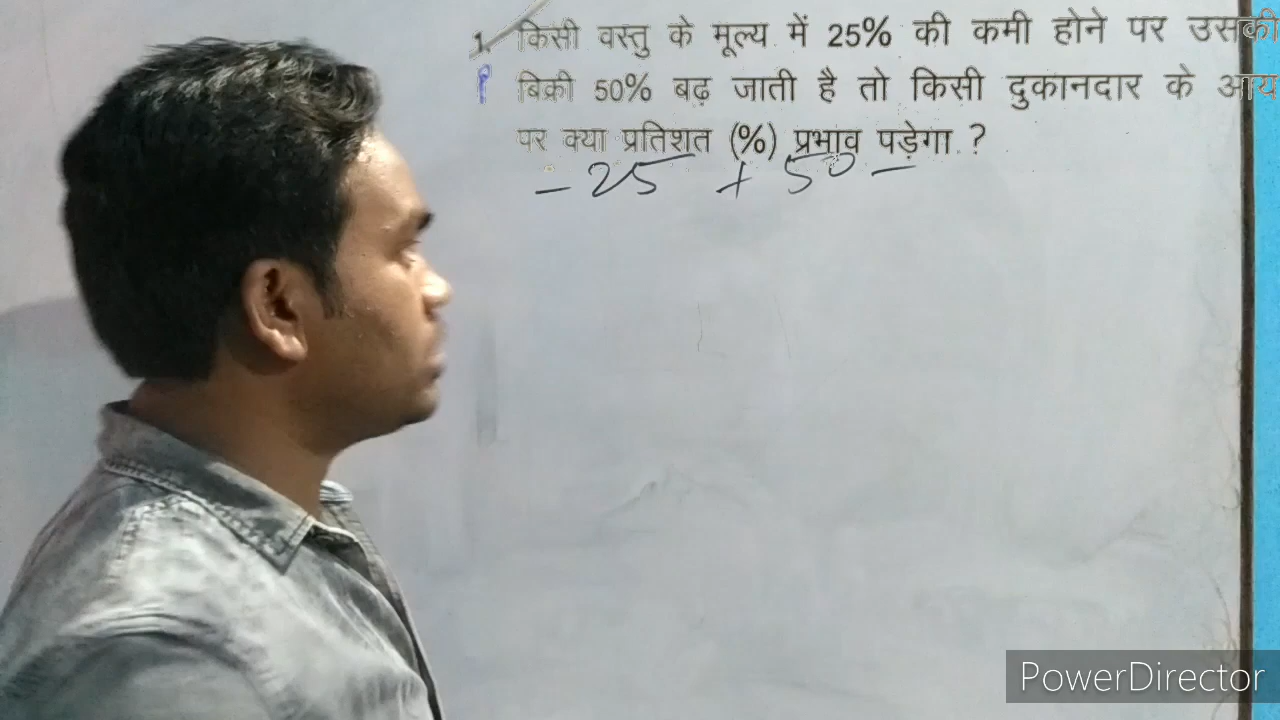 1. किसी वस्तु के मूल्य में 25% की कमी होने पर उसकी
बिक्री 50% बढ़ जाती है तो किसी दुकानदार के आय
पर क्या प्रतिशत (%) प्रभाव पड़ेगा ?
- 25 + 50 -
PowerDirector